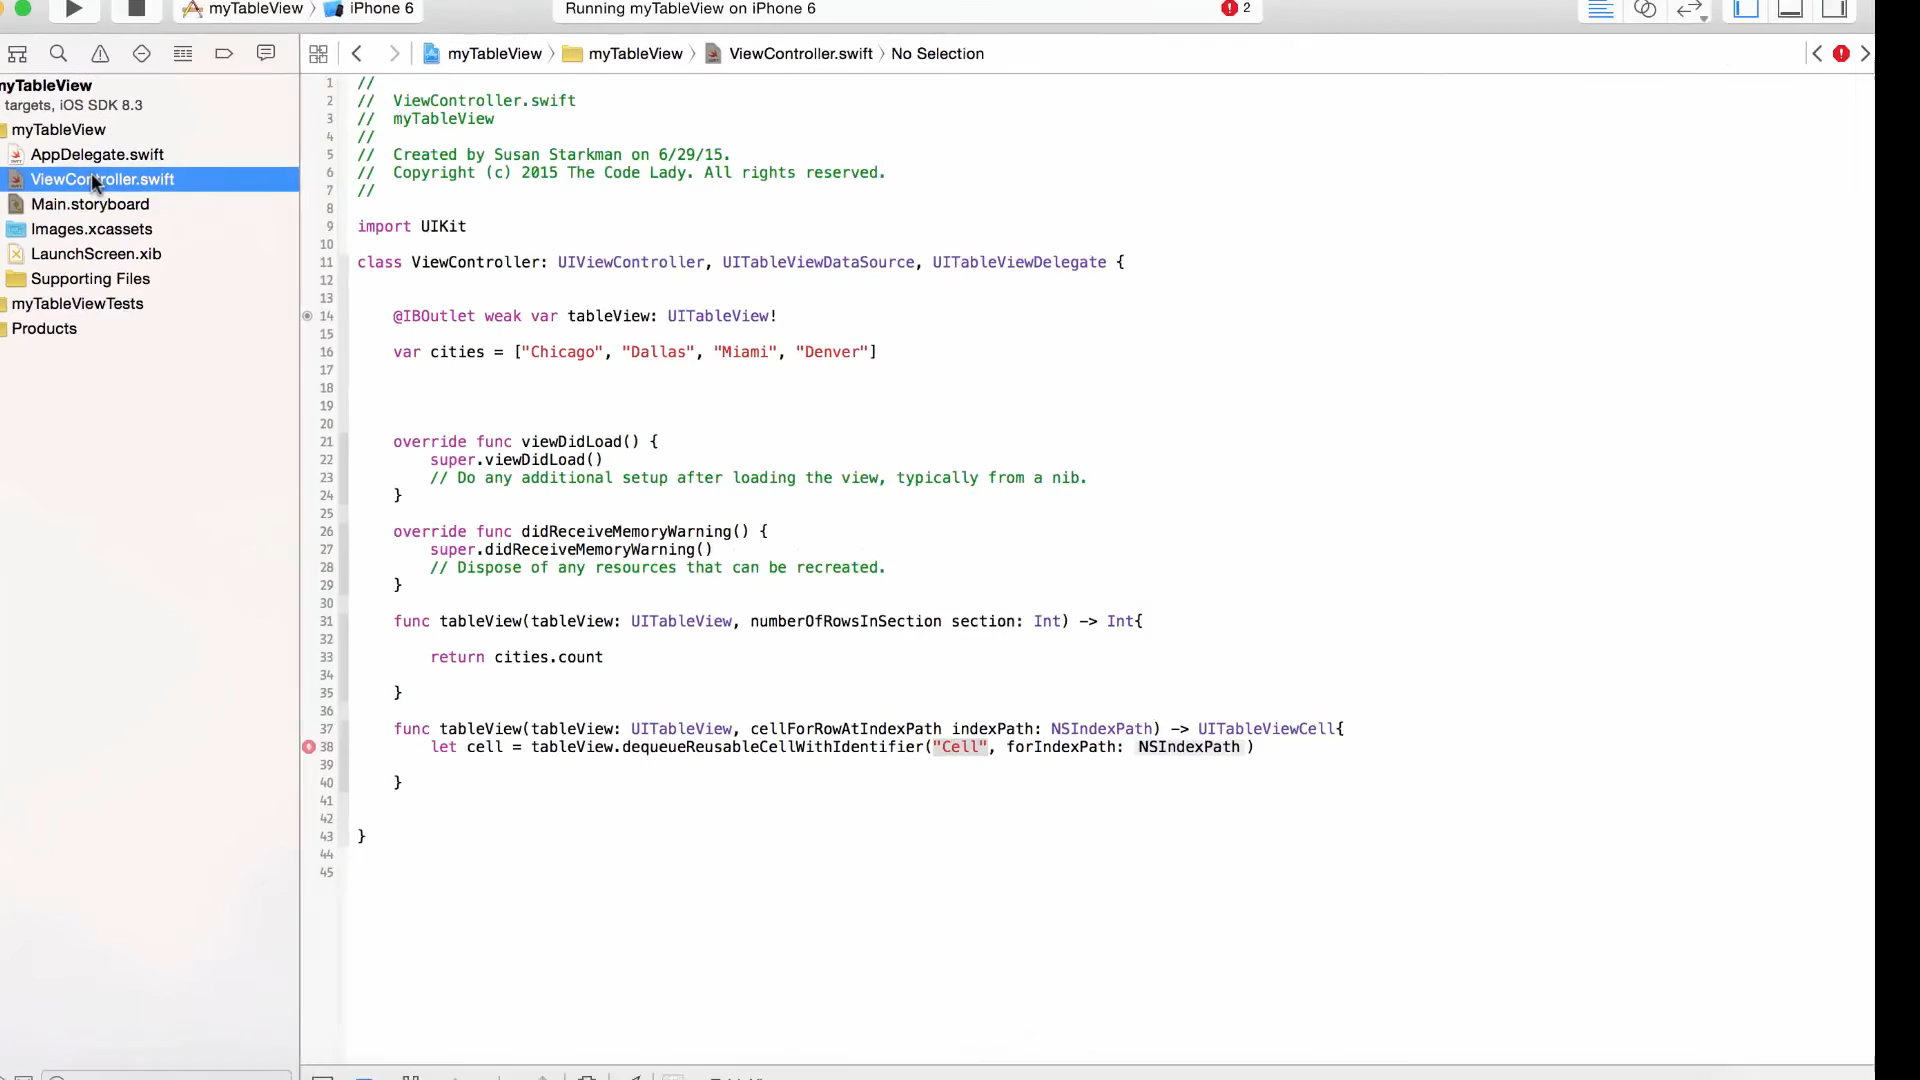 myTableView 〉 iPhone 6
Running myTableView on iPhone 6
2
myTableView 〉 myTableView 〉 ViewController.swift 〉 No Selection
myTableView
targets, iOS SDK 8.3
myTableView
AppDelegate.swift
ViewController.swift
Main.storyboard
Images.xcassets
LaunchScreen.xib
Supporting Files
myTableViewTests
Products
1 //
2 // ViewController.swift
3 // myTableView
4 //
5 // Created by Susan Starkman on 6/29/15.
6 // Copyright (c) 2015 The Code Lady. All rights reserved.
7 //
8
9 import UIKit
10
11 class ViewController: UIViewController, UITableViewDataSource, UITableViewDelegate {
12
13
14 @IBOutlet weak var tableView: UITableView!
15
16 var cities = ["Chicago", "Dallas", "Miami", "Denver"]
17
18
19
20
21 override func viewDidLoad() {
22 super.viewDidLoad()
23 // Do any additional setup after loading the view, typically from a nib.
24 }
25
26 override func didReceiveMemoryWarning() {
27 super.didReceiveMemoryWarning()
28 // Dispose of any resources that can be recreated.
29 }
30
31 func tableView(tableView: UITableView, numberOfRowsInSection section: Int) -> Int{
32
33 return cities.count
34
35 }
36
37 func tableView(tableView: UITableView, cellForRowAtIndexPath indexPath: NSIndexPath) -> UITableViewCell{
38 let cell = tableView.dequeueReusableCellWithIdentifier("Cell", forIndexPath: NSIndexPath )
39
40 }
41
42
43 }
44
45